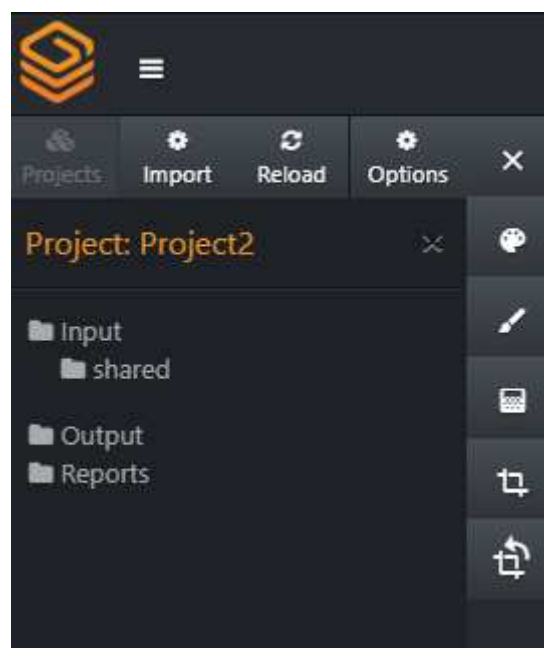 Projects Import Reload Options
Project: Project2
Input
shared
Output
Reports